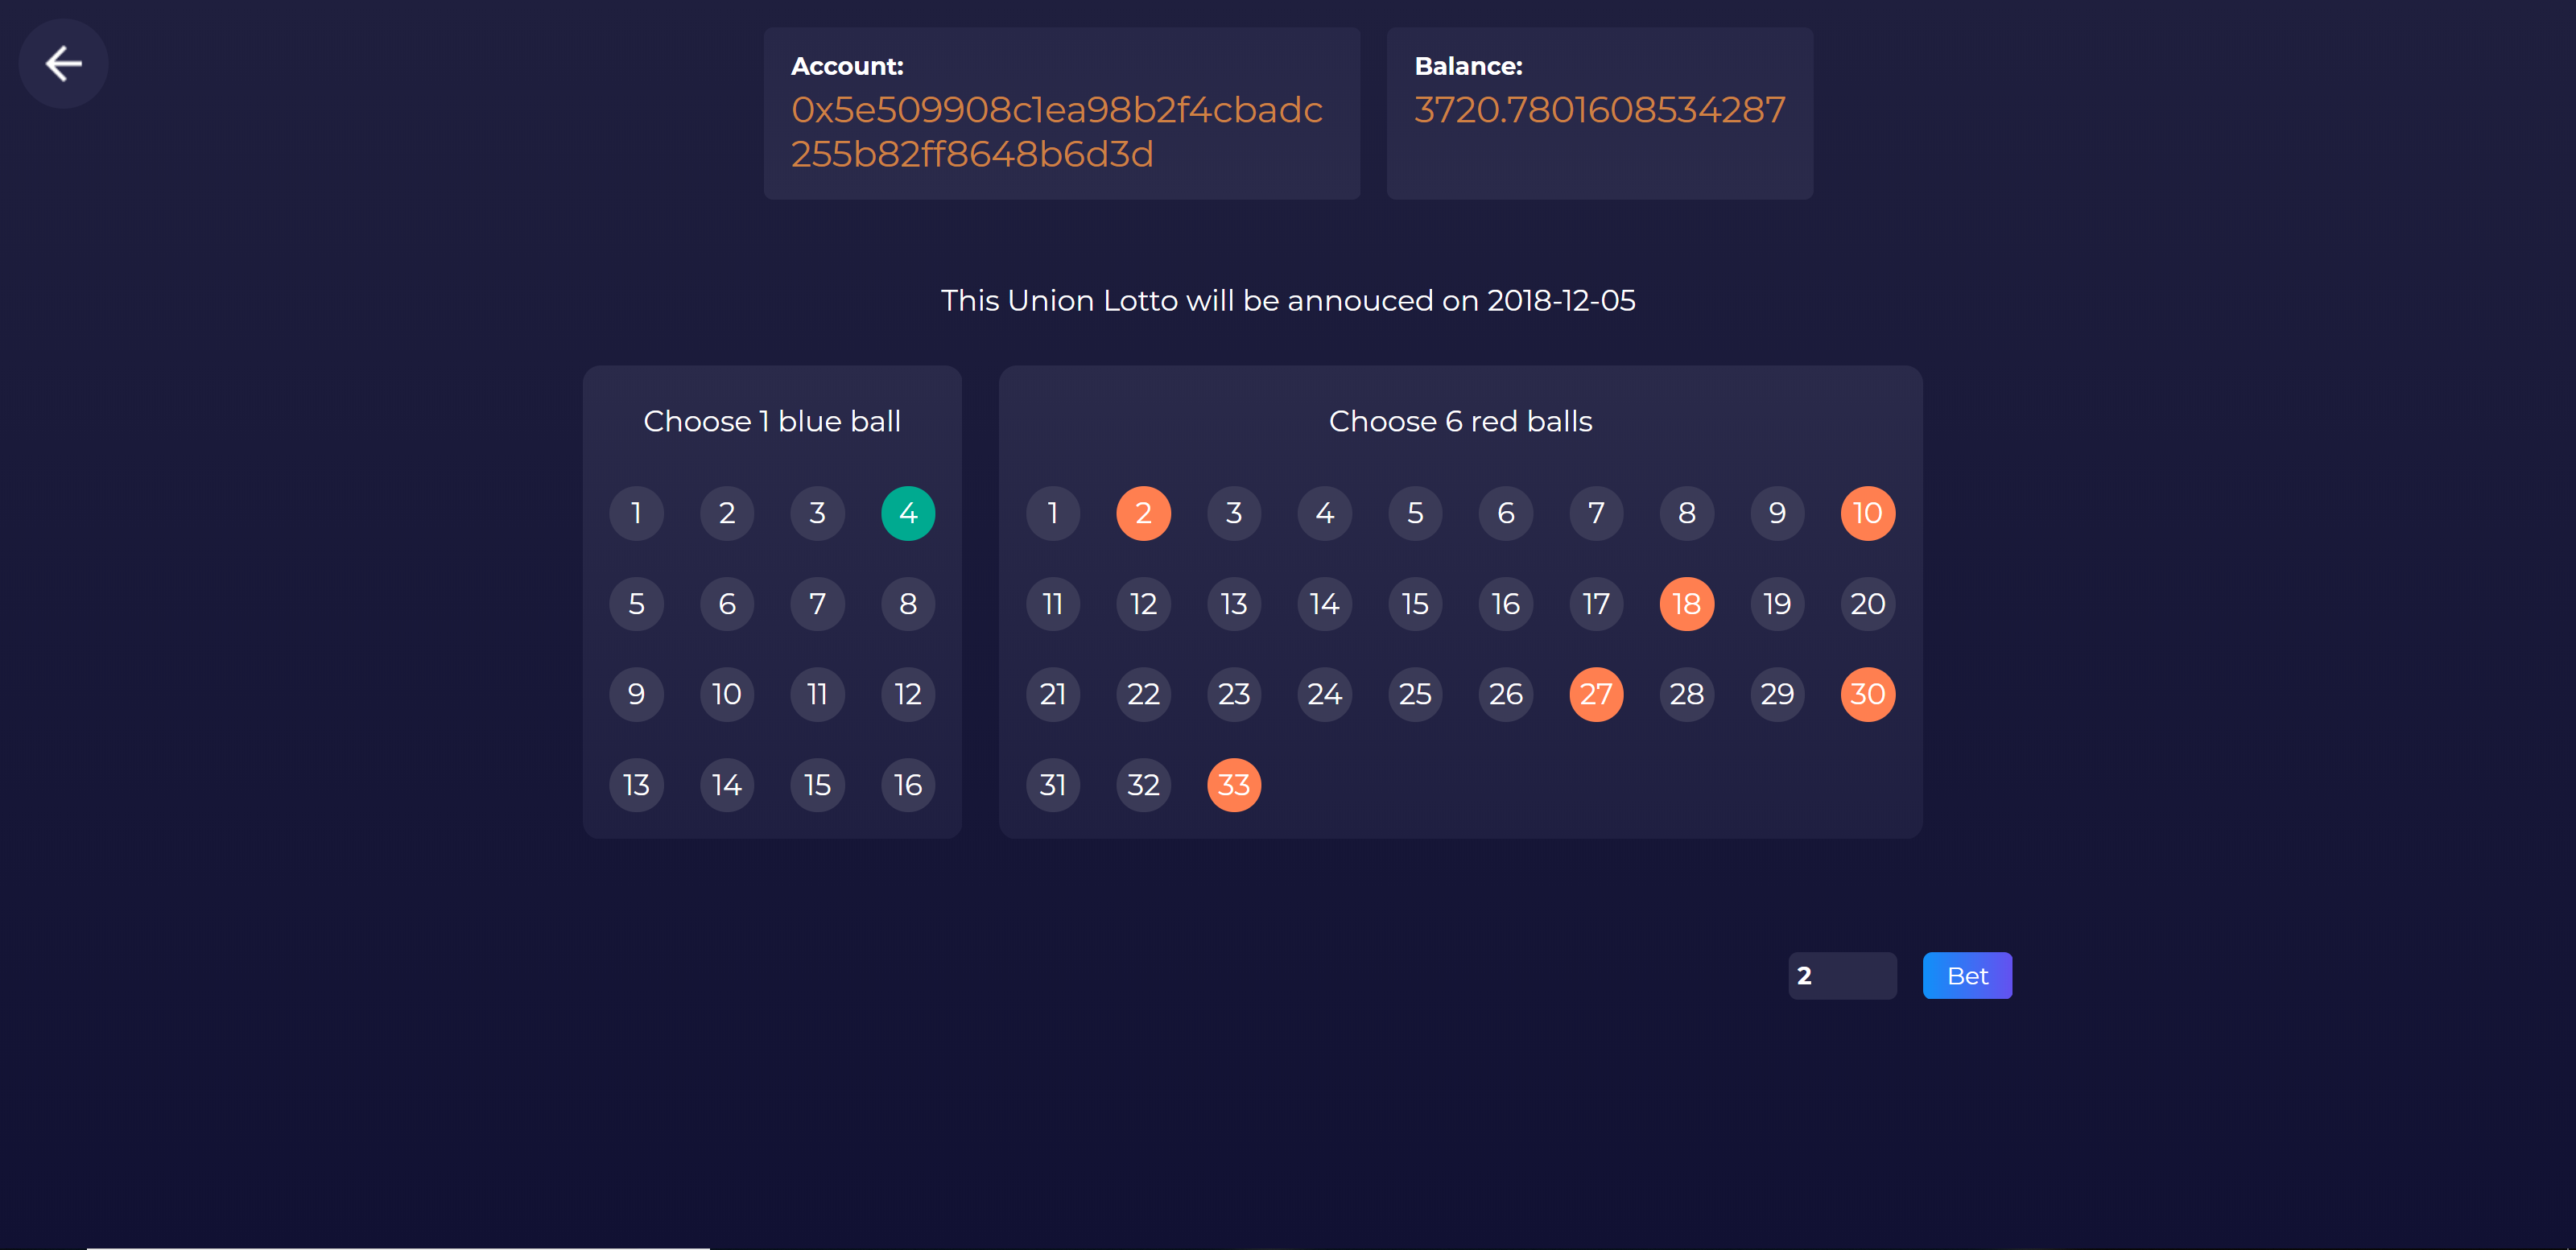 Account:
0x5e509908c1ea98b2f4cbadc
255b82ff8648b6d3d
Balance:
3720.7801608534287
This Union Lotto will be annouced on 2018-12-05
Choose 1 blue ball
1 2 3 4
5 6 7 8
9 10 11 12
13 14 15 16
Choose 6 red balls
1 2 3 4 5 6 7 8 9 10
11 12 13 14 15 16 17 18 19 20
21 22 23 24 25 26 27 28 29 30
31 32 33
2
Bet